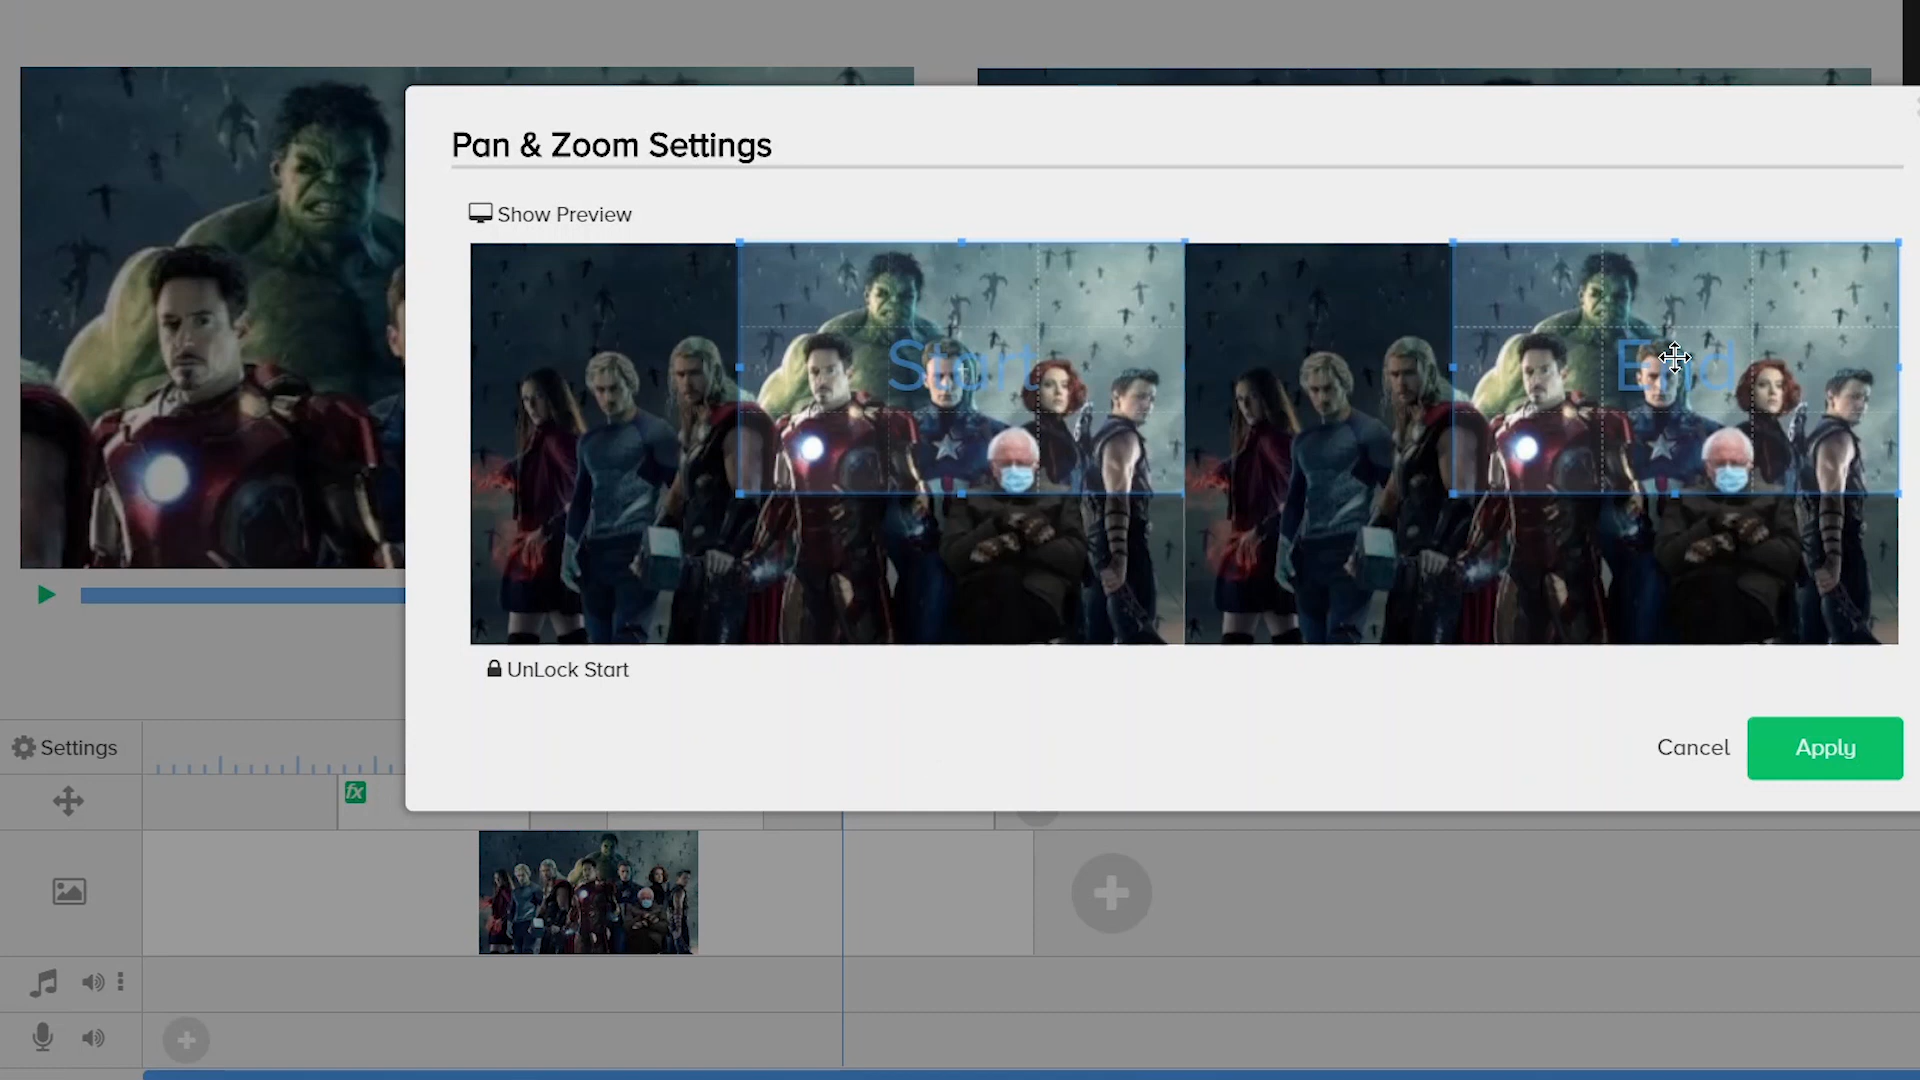 Pan & Zoom Settings
Show Preview
Start
End
UnLock Start
Cancel
Apply
Settings
fx